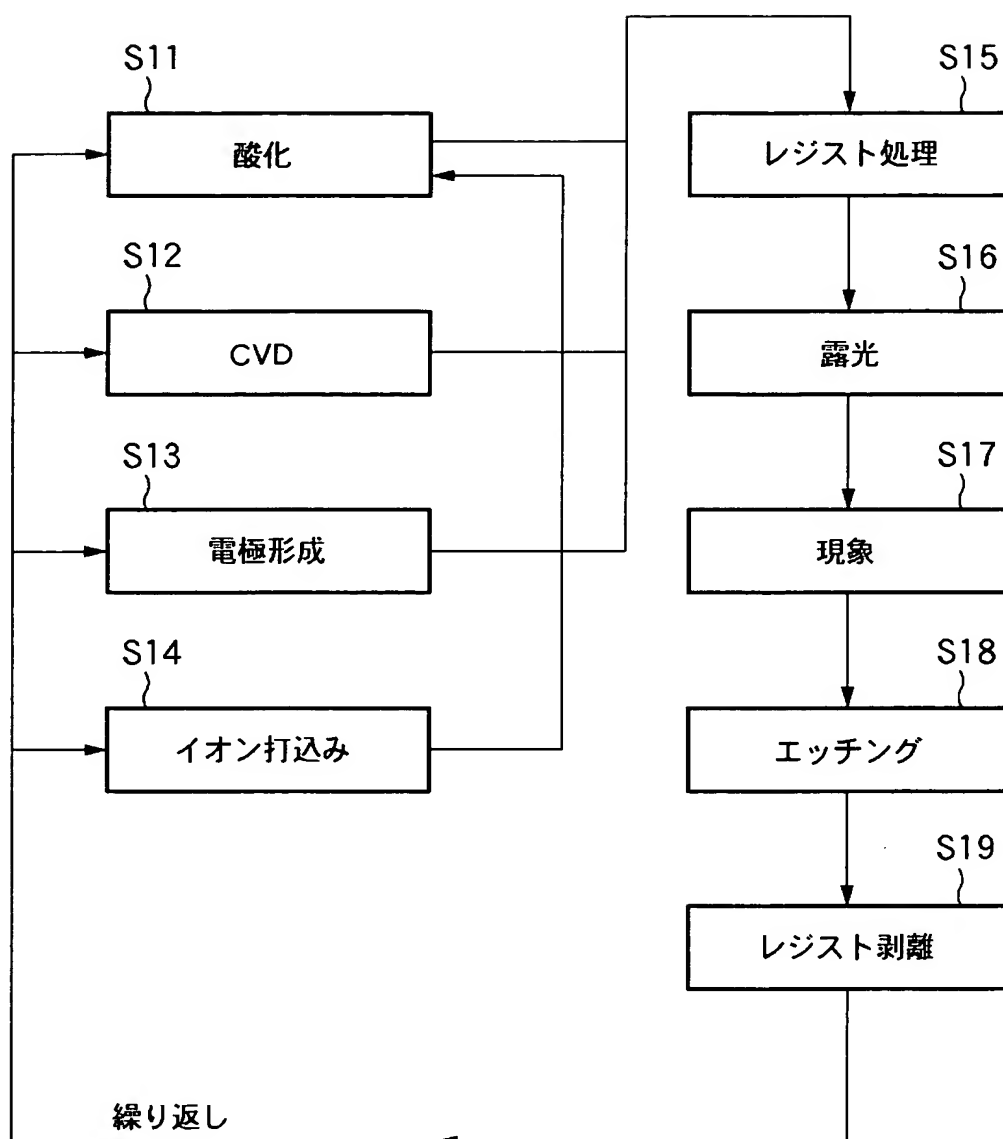 S11
酸化
S12
CVD
S13
電極形成
S14
イオン打込み
S15
レジスト処理
S16
露光
S17
現象
S18
エッチング
S19
レジスト剥離
繰り返し